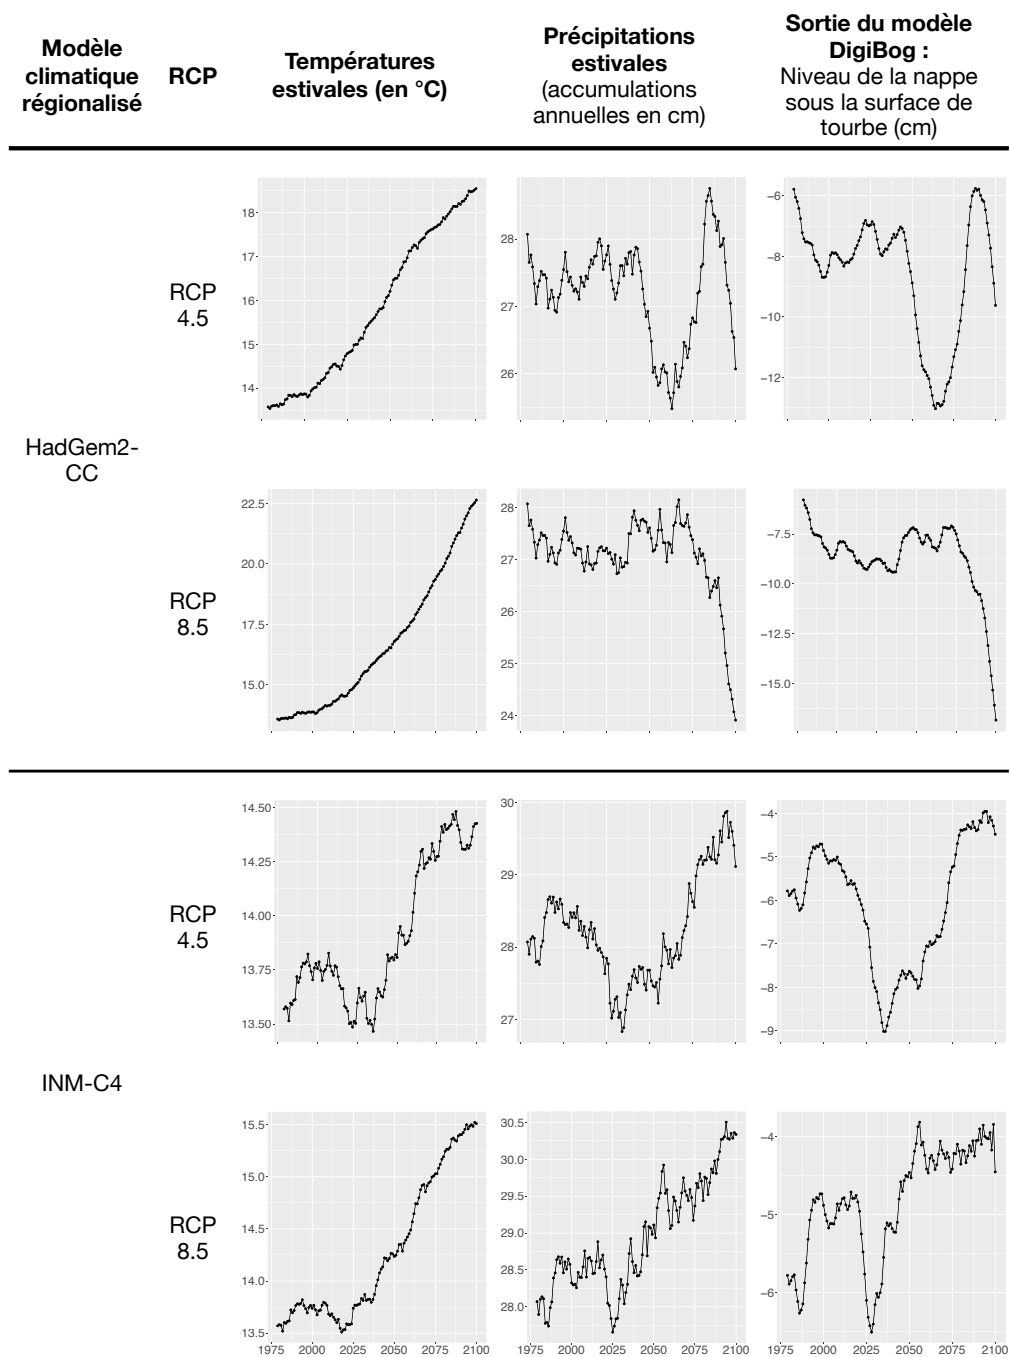 Modèle
climatique
régionalisé
RCP
Températures
estivales (en °C)
Précipitations
estivales
(accumulations
annuelles en cm)
Sortie du modèle
DigiBog :
Niveau de la nappe
sous la surface de
tourbe (cm)
HadGem2-
CC
RCP
4.5
18
17
16
15
14
28
27
26
−6
−8
−10
−12
RCP
8.5
22.5
20.0
17.5
15.0
28
27
26
25
24
−7.5
−10.0
−12.5
−15.0
INM-C4
RCP
4.5
14.50
14.25
14.00
13.75
13.50
30
29
28
27
−4
−5
−6
−7
−8
−9
RCP
8.5
15.5
15.0
14.5
14.0
13.5
30.5
30.0
29.5
29.0
28.5
28.0
−4
−5
−6
1975 2000 2025 2050 2075 2100
1975 2000 2025 2050 2075 2100
1975 2000 2025 2050 2075 2100